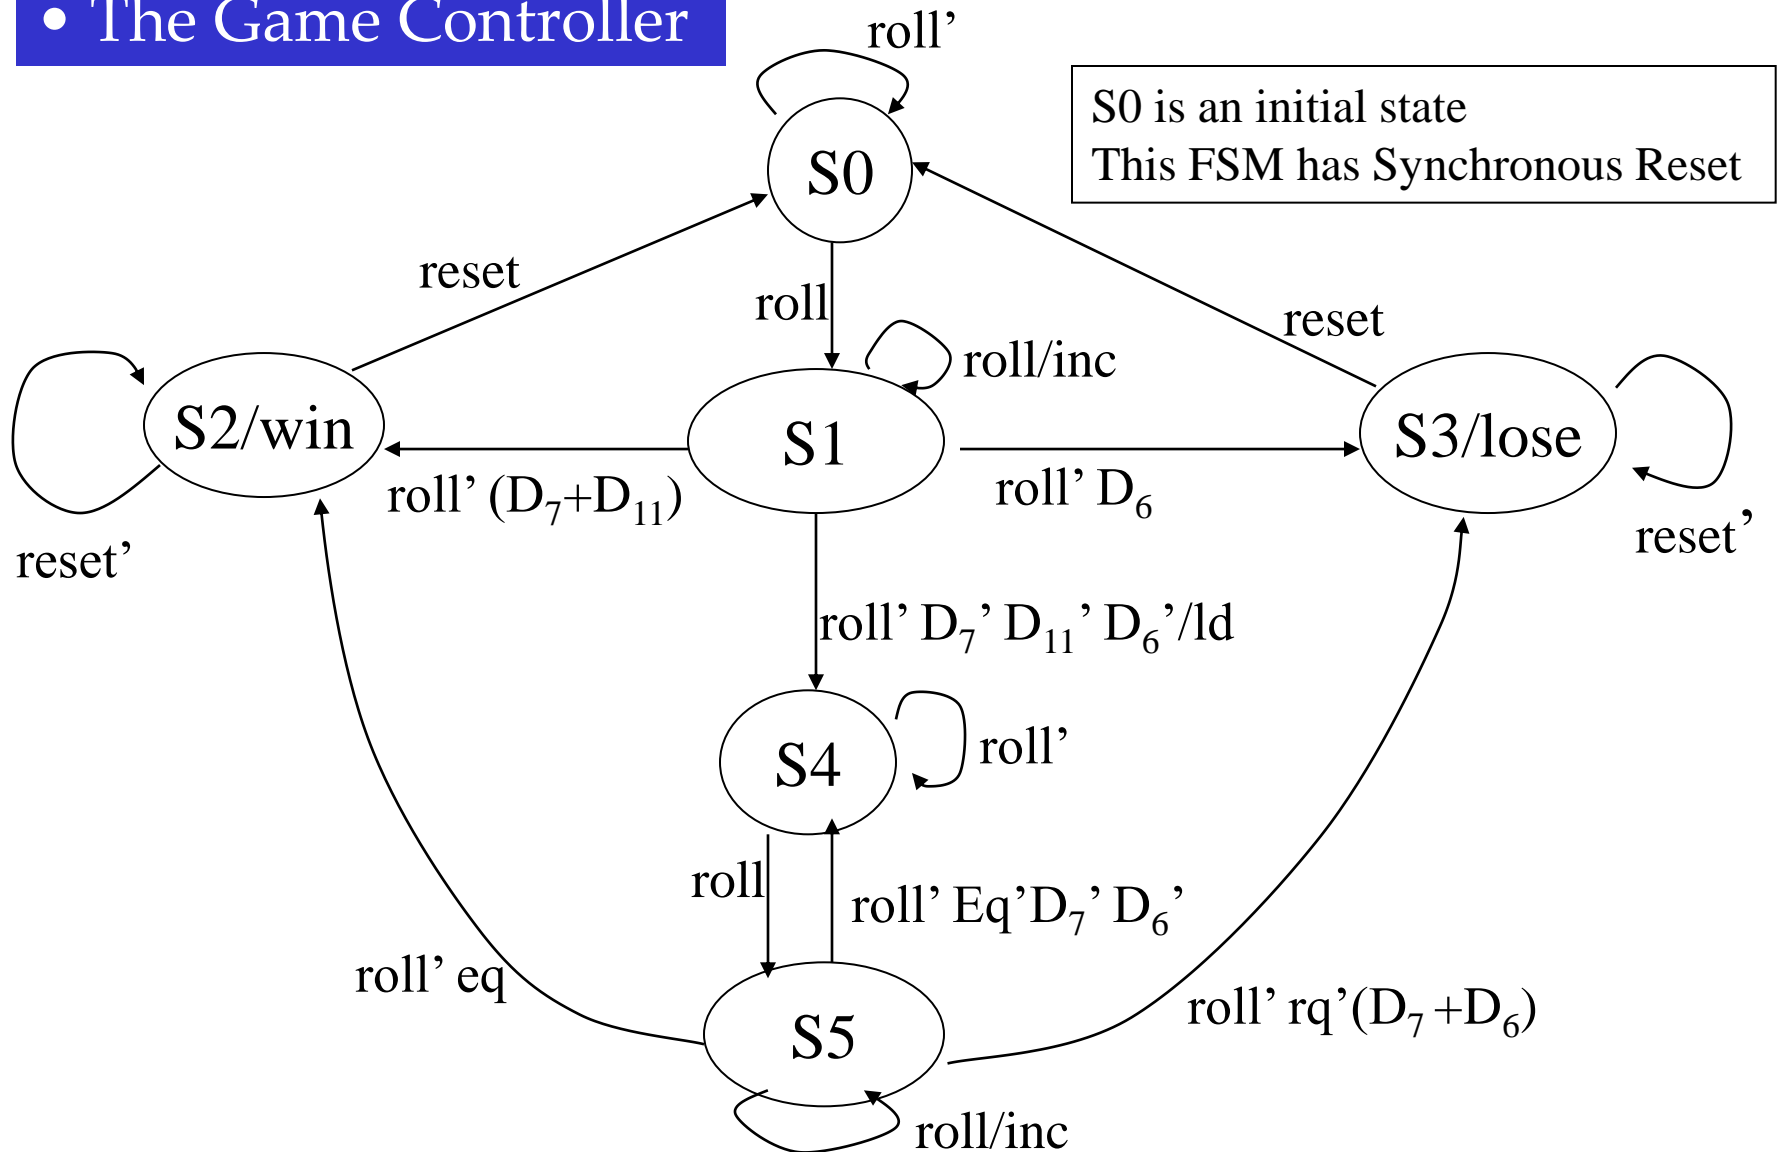 • The Game Controller
roll’
S0 is an initial state
This FSM has Synchronous Reset
S0
reset
roll
reset
roll/inc
S2/win
S1
S3/lose
roll’ (D7+D11)
roll’ D6
reset’
reset’
roll’ D7’ D11’ D6’/ld
S4
roll’
roll
roll’ Eq’D7’ D6’
roll’ eq
roll’ rq’(D7 +D6)
S5
roll/inc